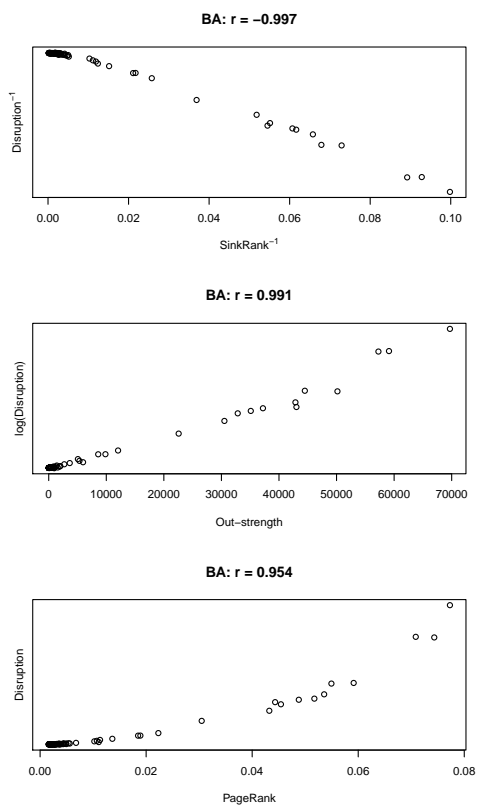 BA: r = −0.997
Disruption⁻¹
0.00 0.02 0.04 0.06 0.08 0.10
SinkRank⁻¹
BA: r = 0.991
log(Disruption)
0 10000 20000 30000 40000 50000 60000 70000
Out−strength
BA: r = 0.954
Disruption
0.00 0.02 0.04 0.06 0.08
PageRank